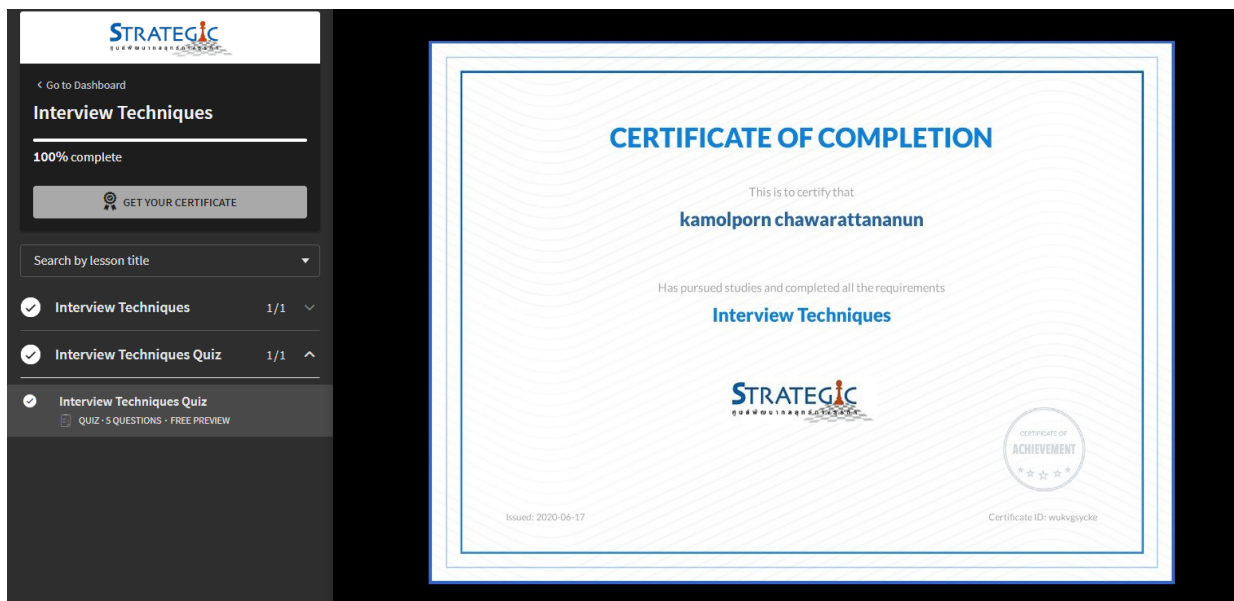 STRATEGIC
< Go to Dashboard
Interview Techniques
100% complete
GET YOUR CERTIFICATE
Search by lesson title
Interview Techniques 1/1
Interview Techniques Quiz 1/1
Interview Techniques Quiz
QUIZ · 5 QUESTIONS · FREE PREVIEW
CERTIFICATE OF COMPLETION
This is to certify that
kamolporn chawarattananun
Has pursued studies and completed all the requirements
Interview Techniques
STRATEGIC
CERTIFICATE OF
ACHIEVEMENT
Issued: 2020-06-17
Certificate ID: wukvgsycke